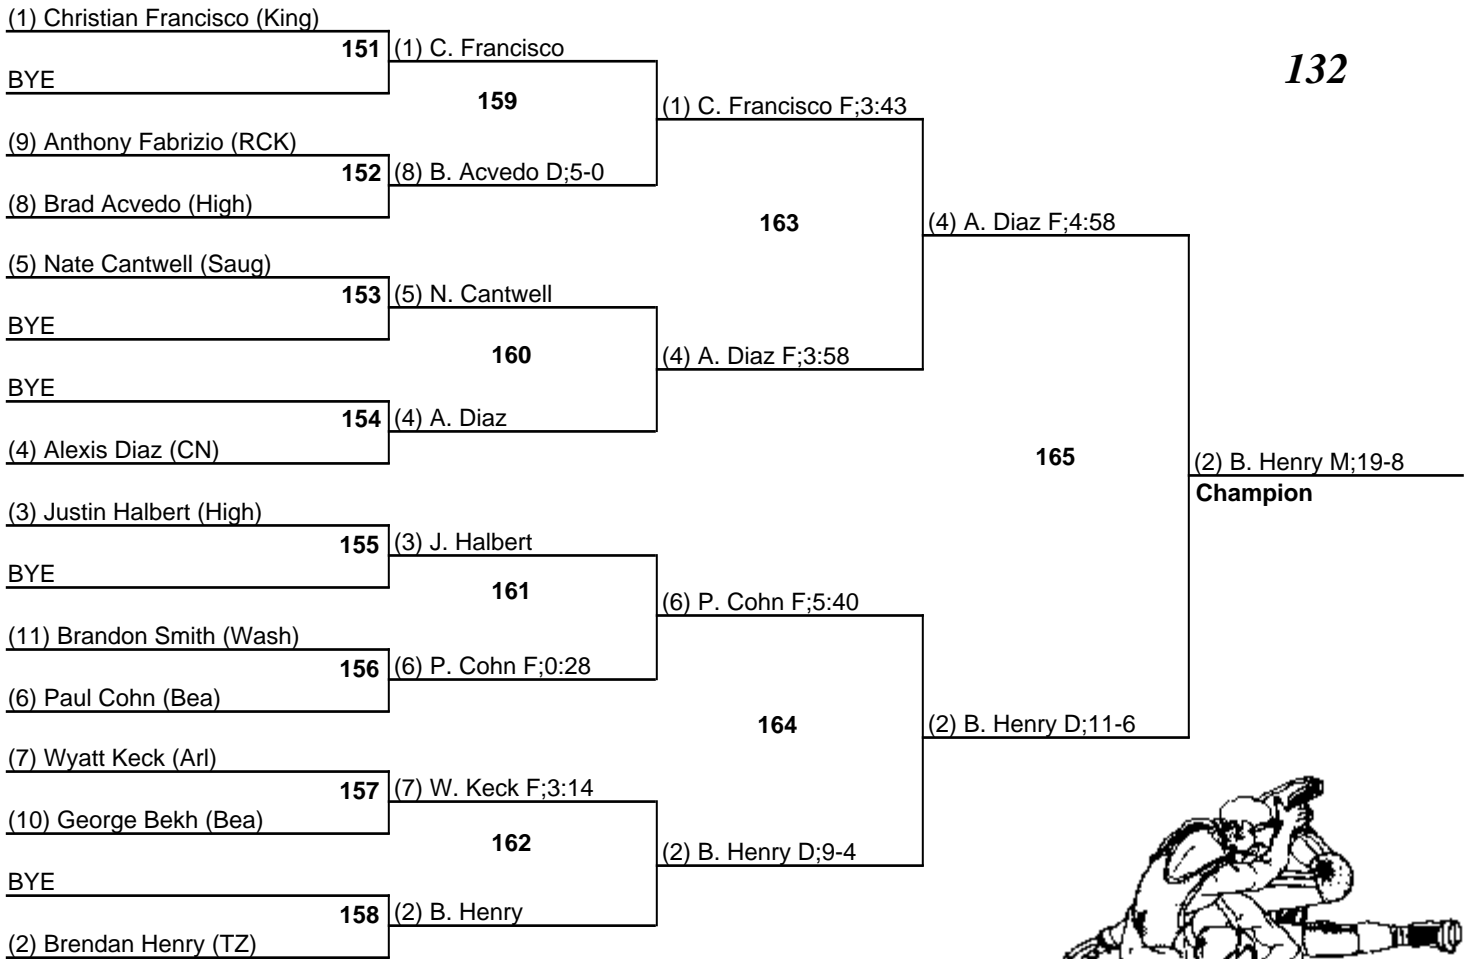 (1) Christian Francisco (King)
151
(1) C. Francisco
132
BYE
159
(1) C. Francisco F;3:43
(9) Anthony Fabrizio (RCK)
152
(8) B. Acvedo D;5-0
(8) Brad Acvedo (High)
163
(4) A. Diaz F;4:58
(5) Nate Cantwell (Saug)
153
(5) N. Cantwell
BYE
160
(4) A. Diaz F;3:58
BYE
154
(4) A. Diaz
(4) Alexis Diaz (CN)
165
(2) B. Henry M;19-8
Champion
(3) Justin Halbert (High)
155
(3) J. Halbert
BYE
161
(6) P. Cohn F;5:40
(11) Brandon Smith (Wash)
156
(6) P. Cohn F;0:28
(6) Paul Cohn (Bea)
164
(2) B. Henry D;11-6
(7) Wyatt Keck (Arl)
157
(7) W. Keck F;3:14
(10) George Bekh (Bea)
162
(2) B. Henry D;9-4
BYE
158
(2) B. Henry
(2) Brendan Henry (TZ)